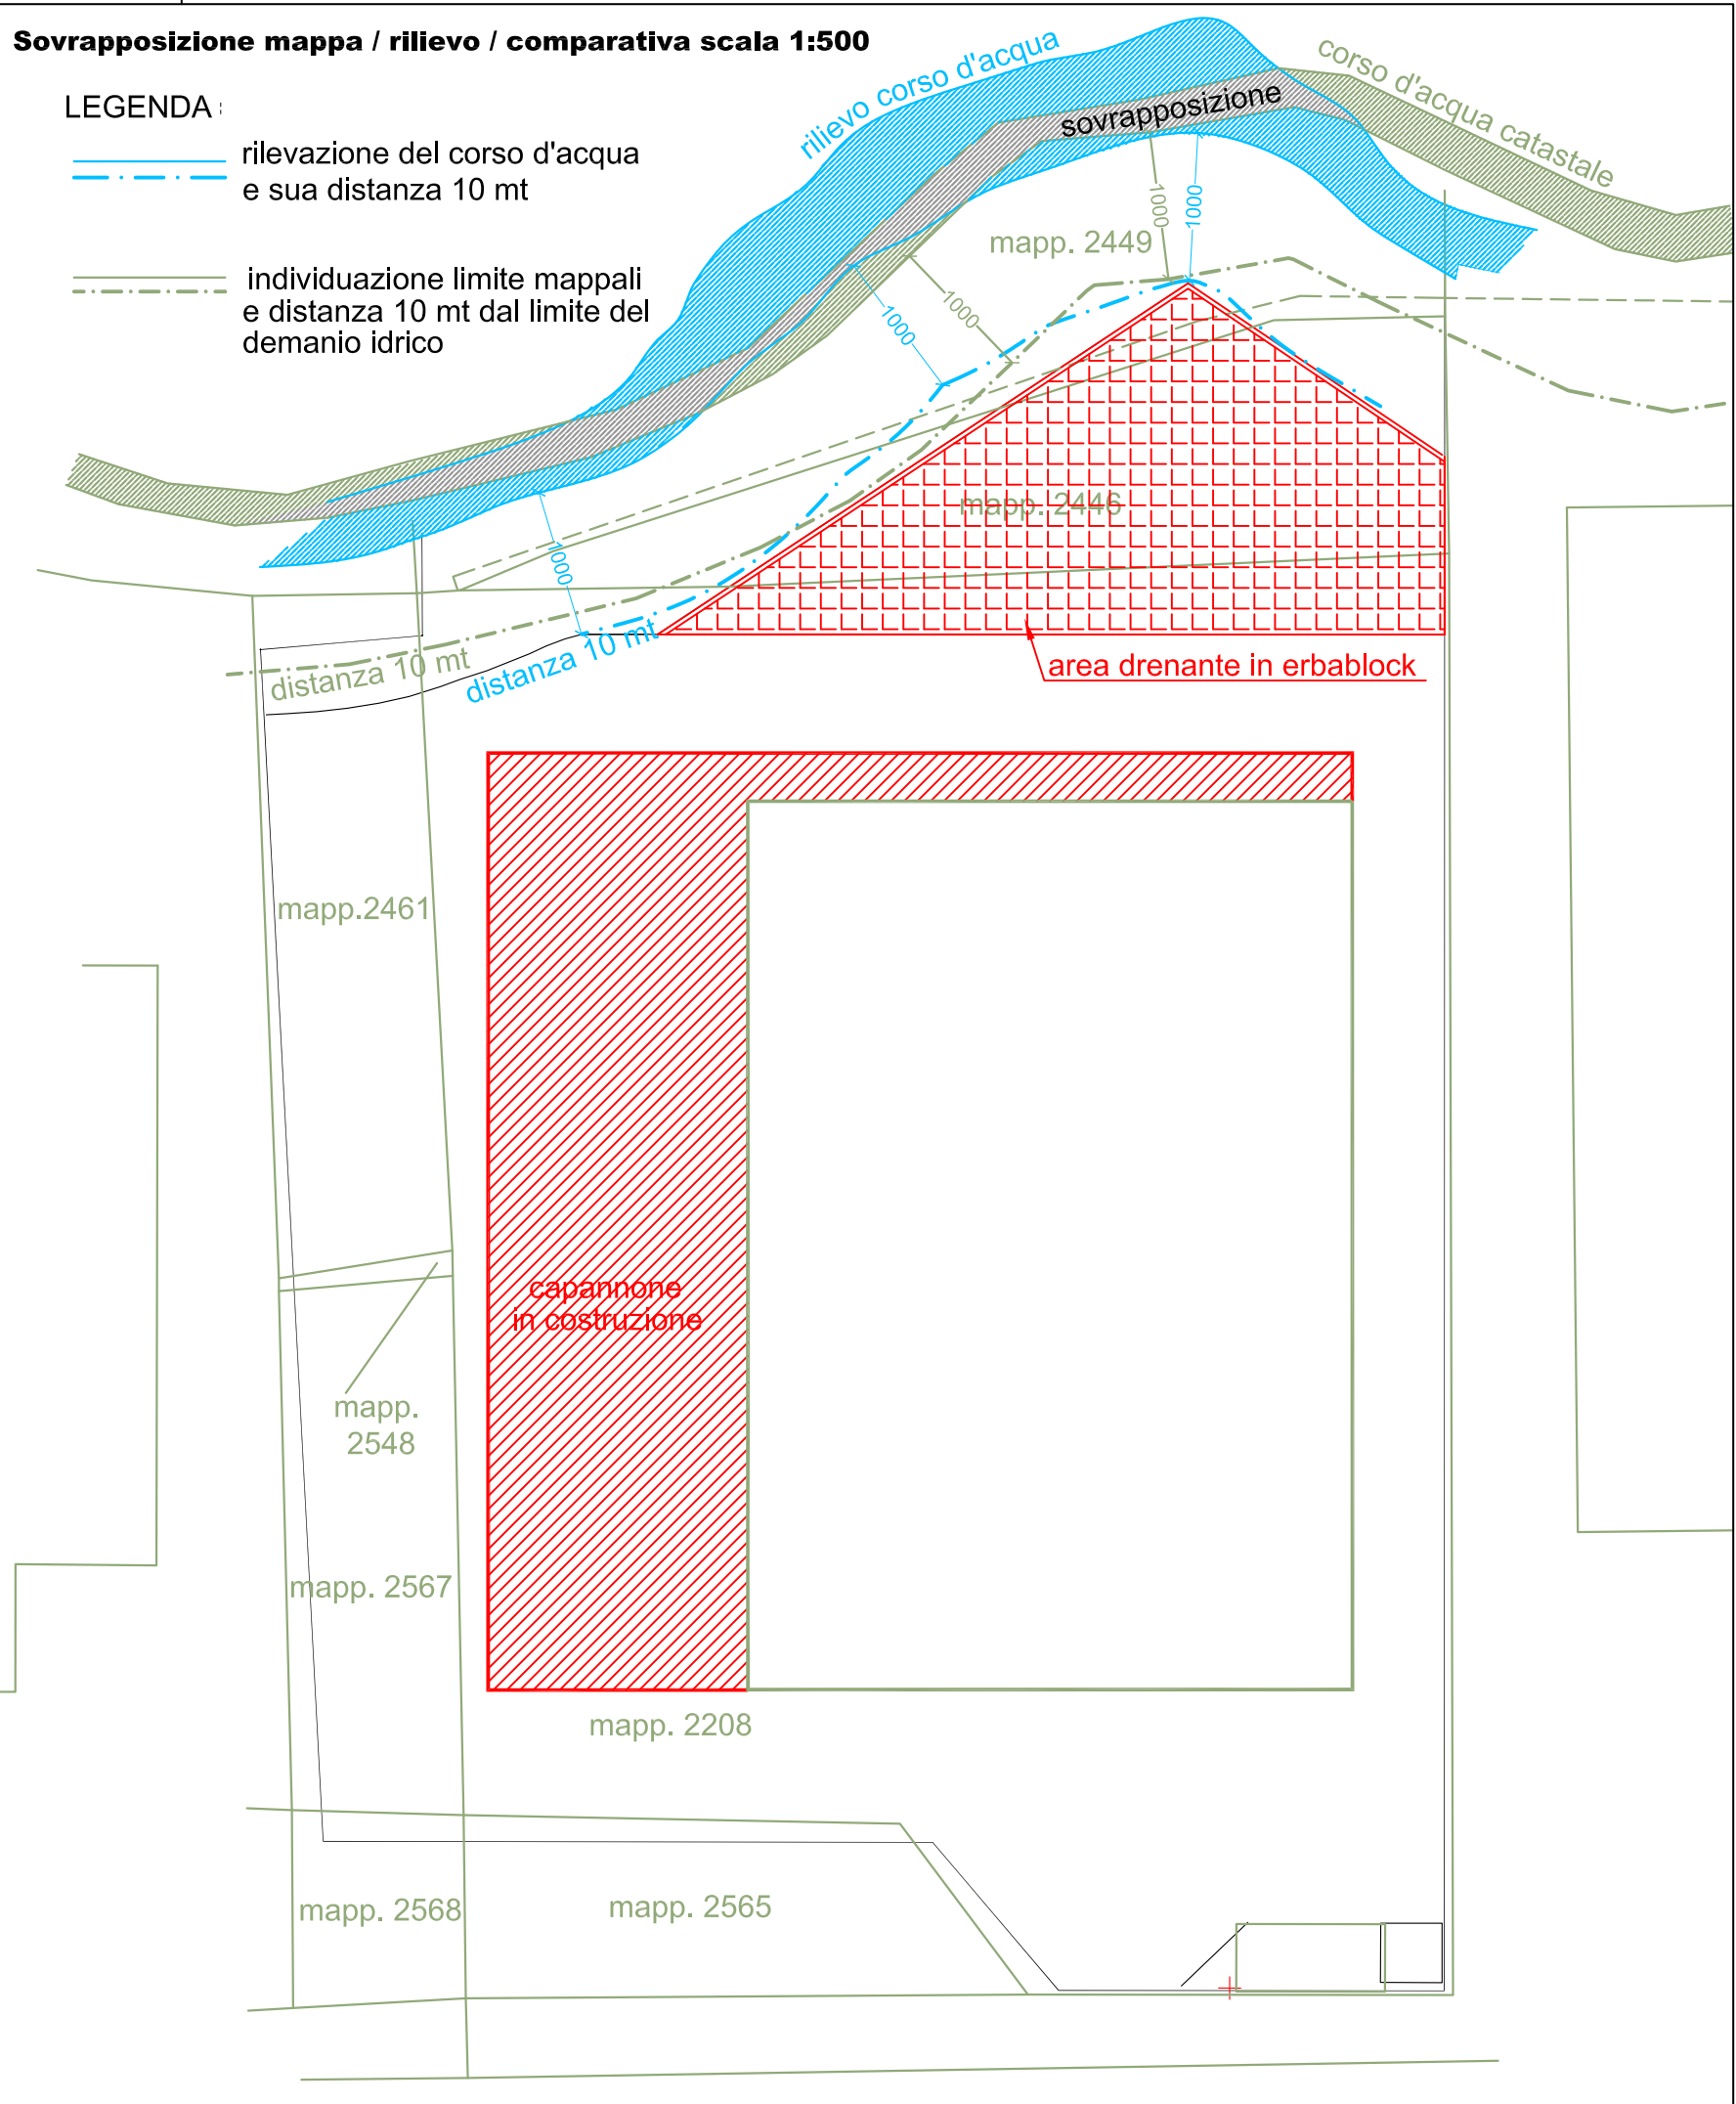 Sovrapposizione mappa / rilievo / comparativa scala 1:500
LEGENDA :
rilevazione del corso d'acqua
e sua distanza 10 mt
individuazione limite mappali
e distanza 10 mt dal limite del
demanio idrico
rilievo corso d'acqua
sovrapposizione
corso d'acqua catastale
1000
1000
mapp. 2449
1000
1000
mapp. 2446
1000
distanza 10 mt
distanza 10 mt
area drenante in erbablock
mapp.2461
capannone
in costruzione
mapp.
2548
mapp. 2567
mapp. 2208
mapp. 2568
mapp. 2565